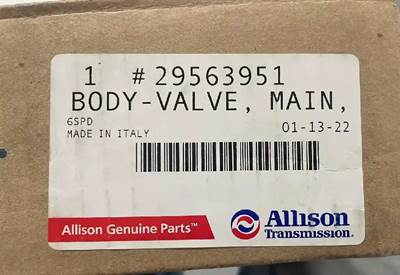 1 #29563951
BODY-VALVE, MAIN,
6SPD
MADE IN ITALY 01-13-22
Allison Genuine Parts™ Allison
Transmission®